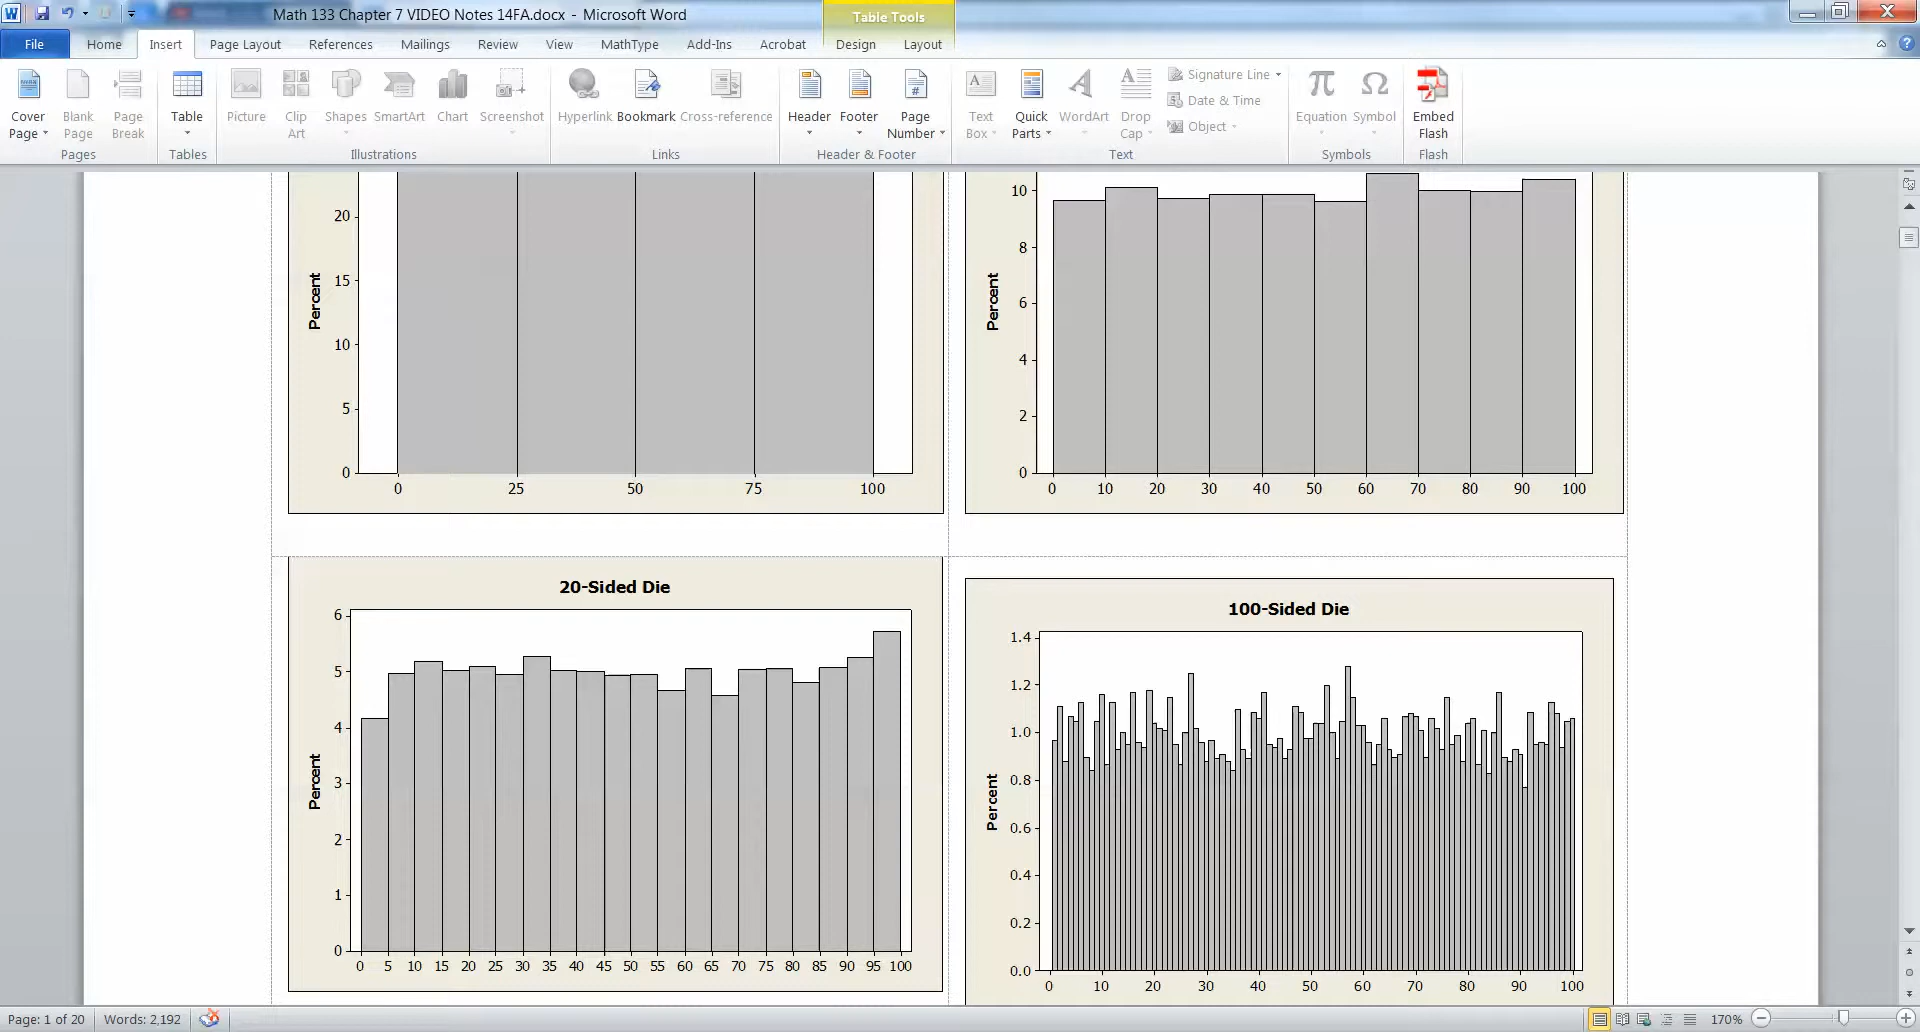 Math 133 Chapter 7 VIDEO Notes 14FA.docx - Microsoft Word
Table Tools
File Home Insert Page Layout References Mailings Review View MathType Add-Ins Acrobat Design Layout
Cover Page
Blank Page
Page Break
Table
Picture
Clip Art
Shapes
SmartArt
Chart
Screenshot
Hyperlink
Bookmark
Cross-reference
Header
Footer
Page Number
Text Box
Quick Parts
WordArt
Drop Cap
Signature Line
Date & Time
Object
Equation
Symbol
Embed Flash
Pages Tables Illustrations Links Header & Footer Text Symbols Flash
Percent
20
15
10
5
0
0 25 50 75 100
Percent
10
8
6
4
2
0
0 10 20 30 40 50 60 70 80 90 100
20-Sided Die
Percent
6
5
4
3
2
1
0
0 5 10 15 20 25 30 35 40 45 50 55 60 65 70 75 80 85 90 95 100
100-Sided Die
Percent
1.4
1.2
1.0
0.8
0.6
0.4
0.2
0.0
0 10 20 30 40 50 60 70 80 90 100
Page: 1 of 20 Words: 2,192 170%